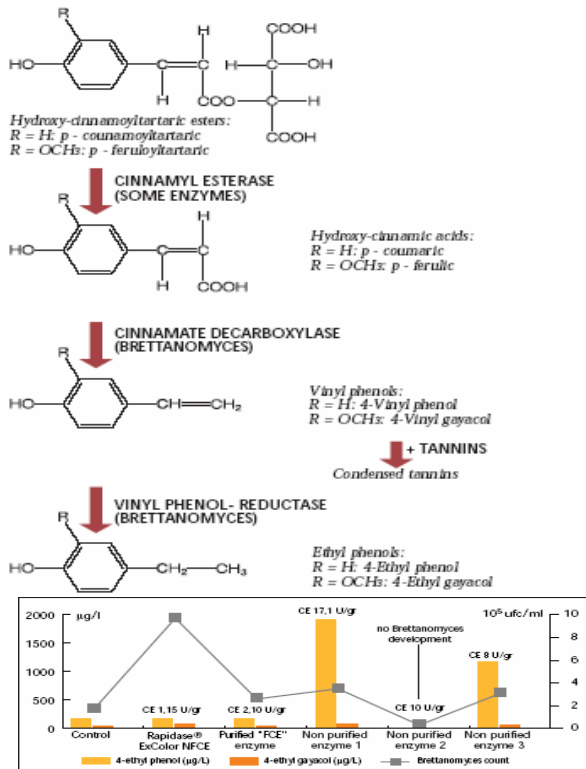 R
H
COOH
HO
C
C
H
OH
H
COO
H
COOH
Hydroxy-cinnamoyltartaric esters:
R = H: p - counamoyltartaric
R = OCH3: p - feruloyltartaric
CINNAMYL ESTERASE
(SOME ENZYMES)
R
H
HO
C
C
H
COOH
Hydroxy-cinnamic acids:
R = H: p - coumaric
R = OCH3: p - ferulic
CINNAMATE DECARBOXYLASE
(BRETTANOMYCES)
R
HO
CH
CH2
Vinyl phenols:
R = H: 4-Vinyl phenol
R = OCH3: 4-Vinyl gayacol
+ TANNINS
Condensed tannins
VINYL PHENOL- REDUCTASE
(BRETTANOMYCES)
R
HO
CH2
CH3
Ethyl phenols:
R = H: 4-Ethyl phenol
R = OCH3: 4-Ethyl gayacol
2000
1500
1000
500
0
µg/l
CE 1,15 U/gr
CE 2,10 U/gr
CE 17,1 U/gr
no Brettanomyces
development
CE 10 U/gr
CE 8 U/gr
10⁵ ufc/ml
10
8
6
4
2
0
Control
Rapidase®
ExColor NFCE
Purified "FCE"
enzyme
Non purified
enzyme 1
Non purified
enzyme 2
Non purified
enzyme 3
4-ethyl phenol (µg/L)
4-ethyl gayacol (µg/L)
Brettanomyces count